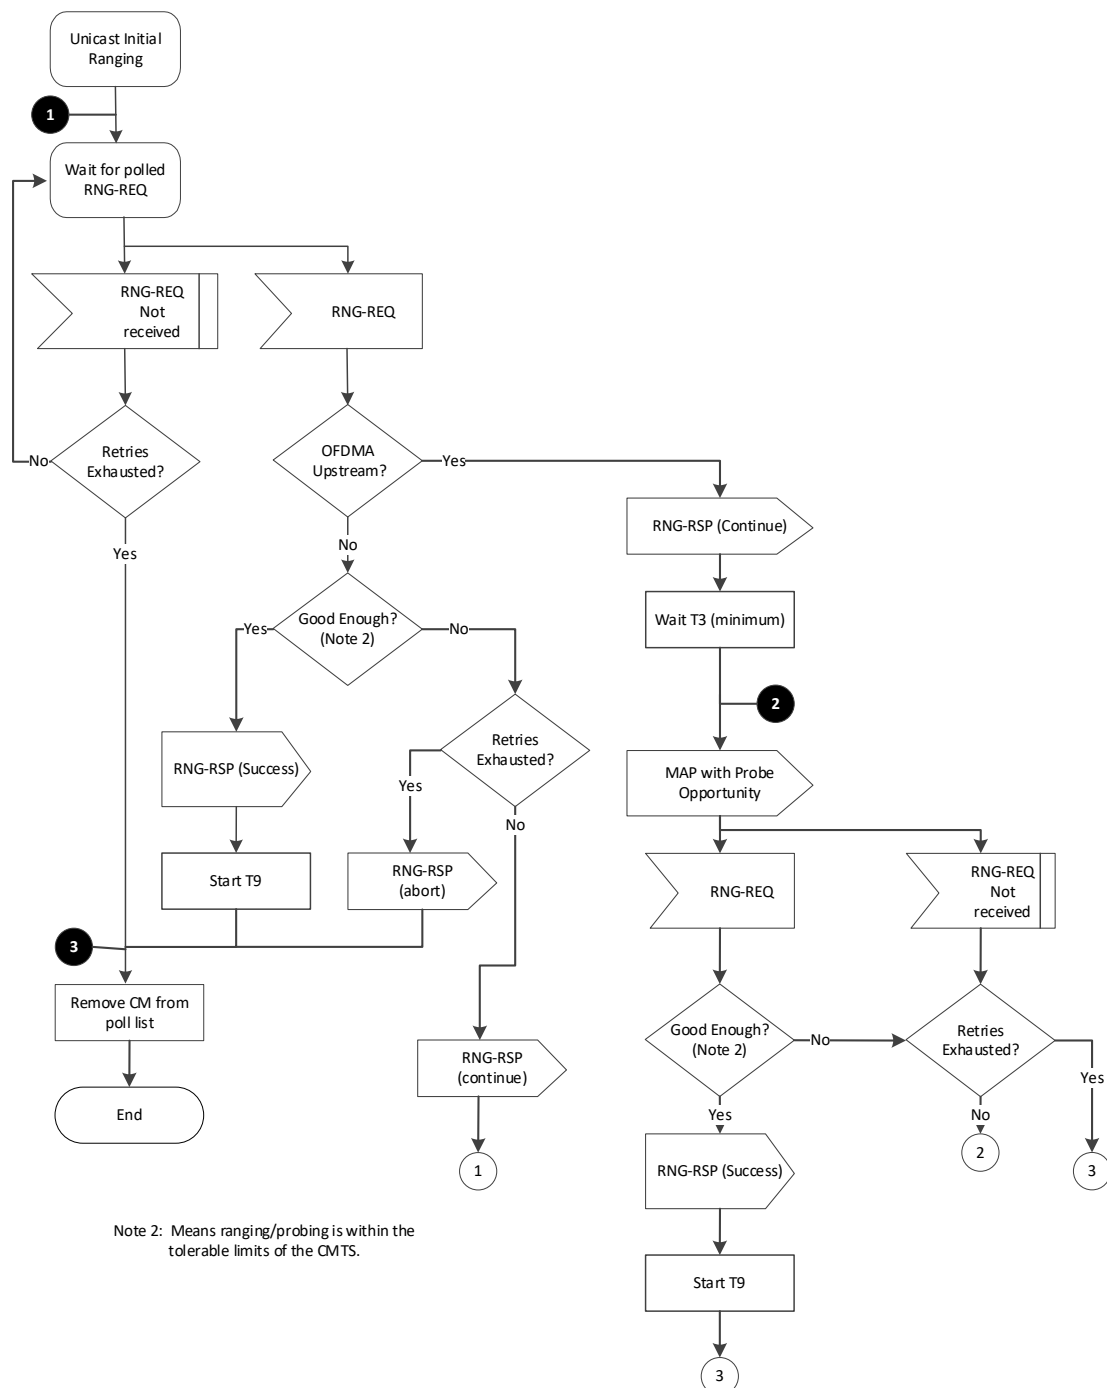 Unicast Initial
Ranging
1
Wait for polled
RNG-REQ
RNG-REQ
Not
received
RNG-REQ
Retries
Exhausted?
No
Yes
OFDMA
Upstream?
Yes
No
RNG-RSP (Continue)
Wait T3 (minimum)
2
Good Enough?
(Note 2)
Yes
No
RNG-RSP (Success)
Start T9
Retries
Exhausted?
Yes
No
RNG-RSP
(abort)
3
Remove CM from
poll list
End
RNG-RSP
(continue)
1
MAP with Probe
Opportunity
RNG-REQ
RNG-REQ
Not
received
Good Enough?
(Note 2)
No
Retries
Exhausted?
Yes
No
2
3
Yes
RNG-RSP (Success)
Start T9
3
Note 2: Means ranging/probing is within the
tolerable limits of the CMTS.